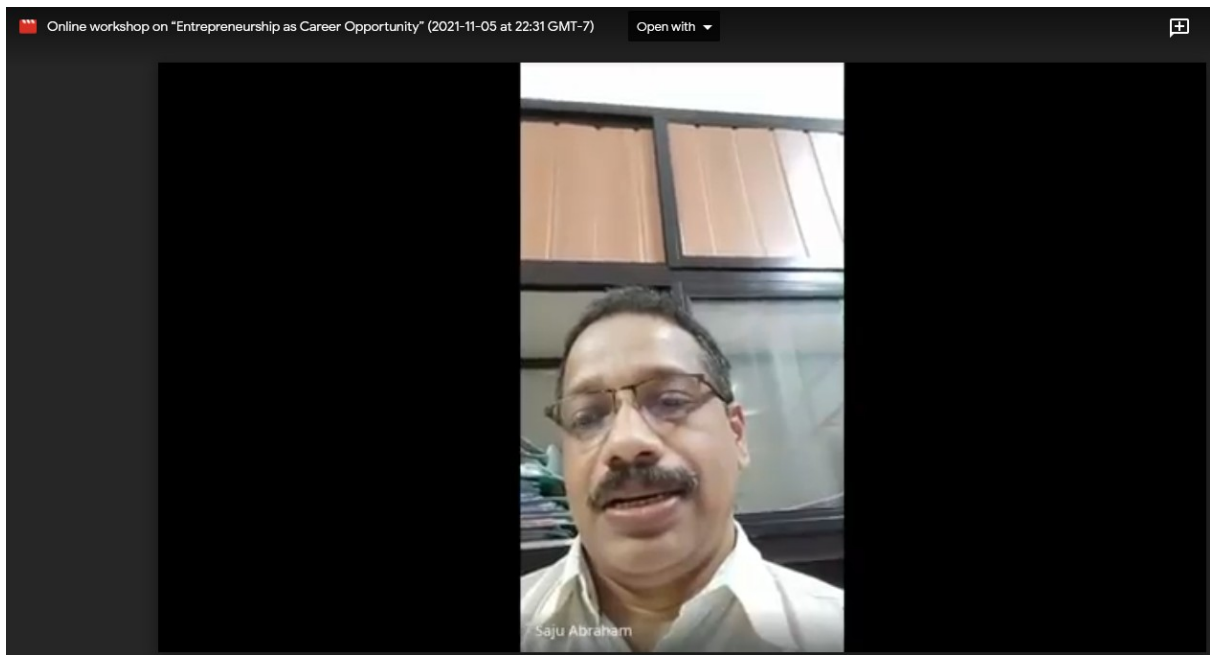 Online workshop on “Entrepreneurship as Career Opportunity” (2021-11-05 at 22:31 GMT-7)
Open with
Saju Abraham